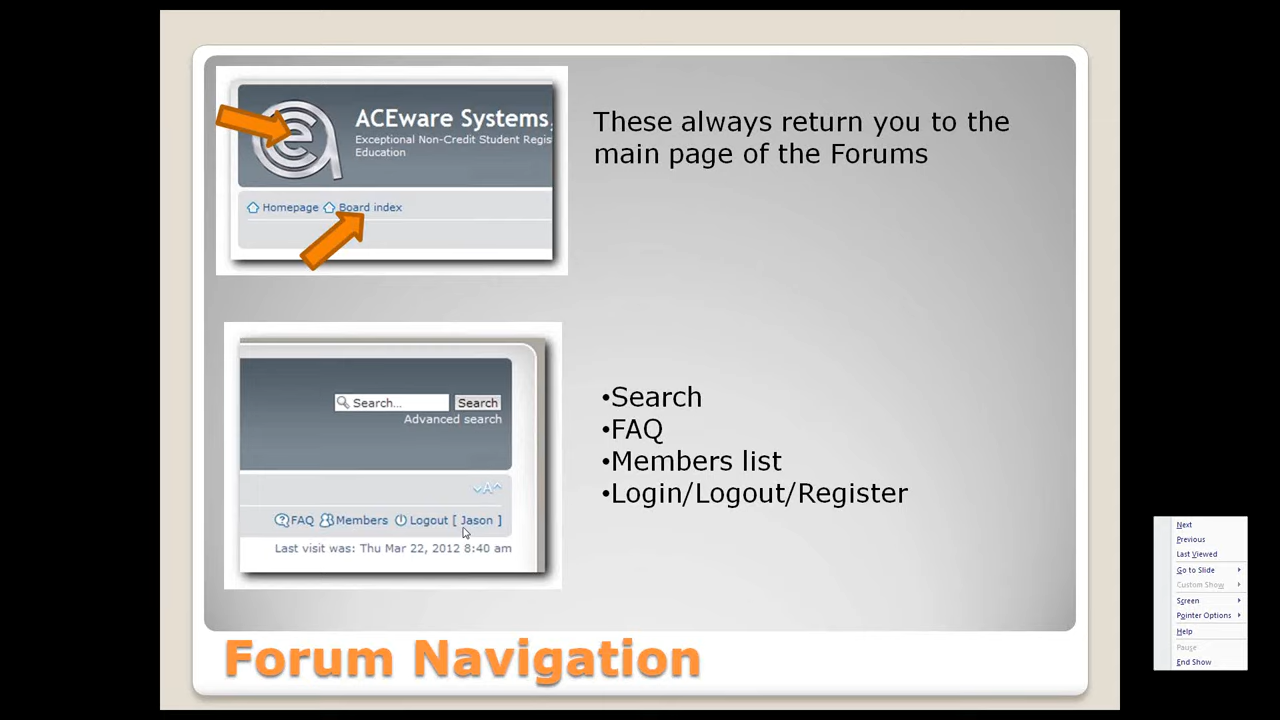 ACEware Systems,
Exceptional Non-Credit Student Regis
Education
Homepage Board index
These always return you to the
main page of the Forums
Search... Search
Advanced search
A
FAQ Members Logout [ Jason ]
Last visit was: Thu Mar 22, 2012 8:40 am
•Search
•FAQ
•Members list
•Login/Logout/Register
Forum Navigation
Next
Previous
Last Viewed
Go to Slide
Custom Show
Screen
Pointer Options
Help
Pause
End Show